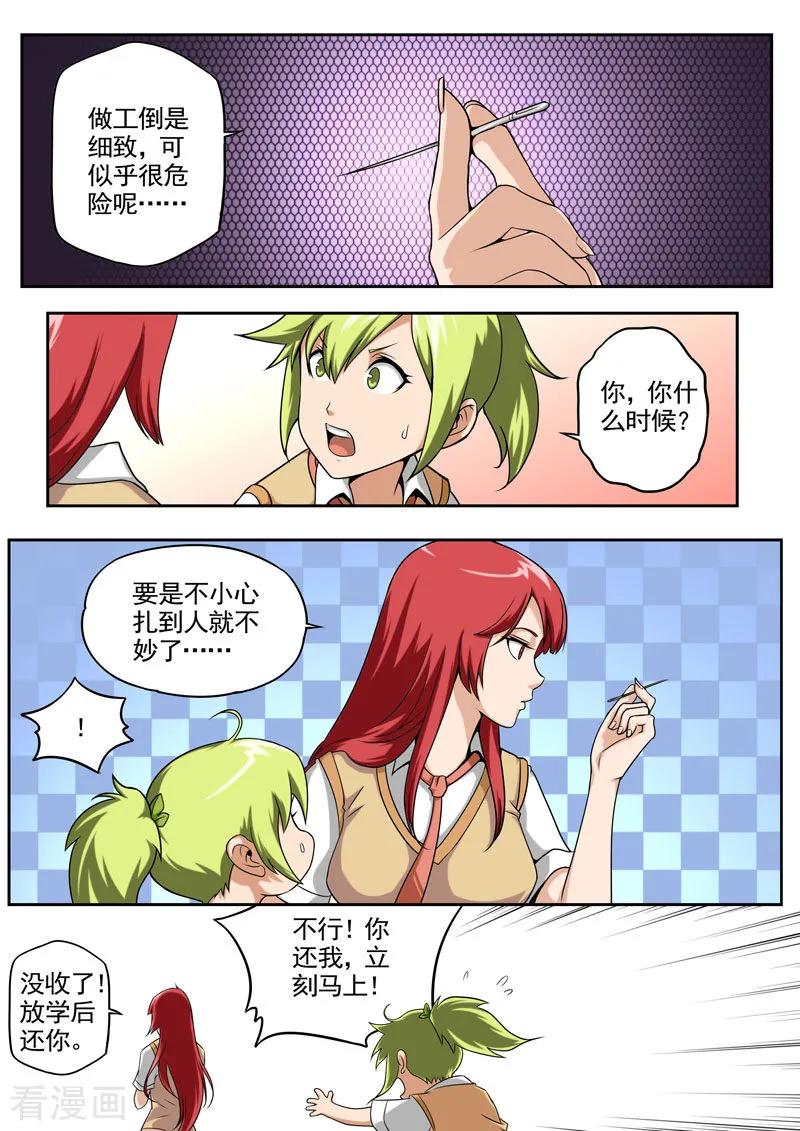 做工倒是
细致，可
似乎很危
险呢……
你，你什
么时候？
要是不小心
扎到人就不
妙了……
！
不行！你
还我，立
刻马上！
没收了！
放学后
还你。
看漫画